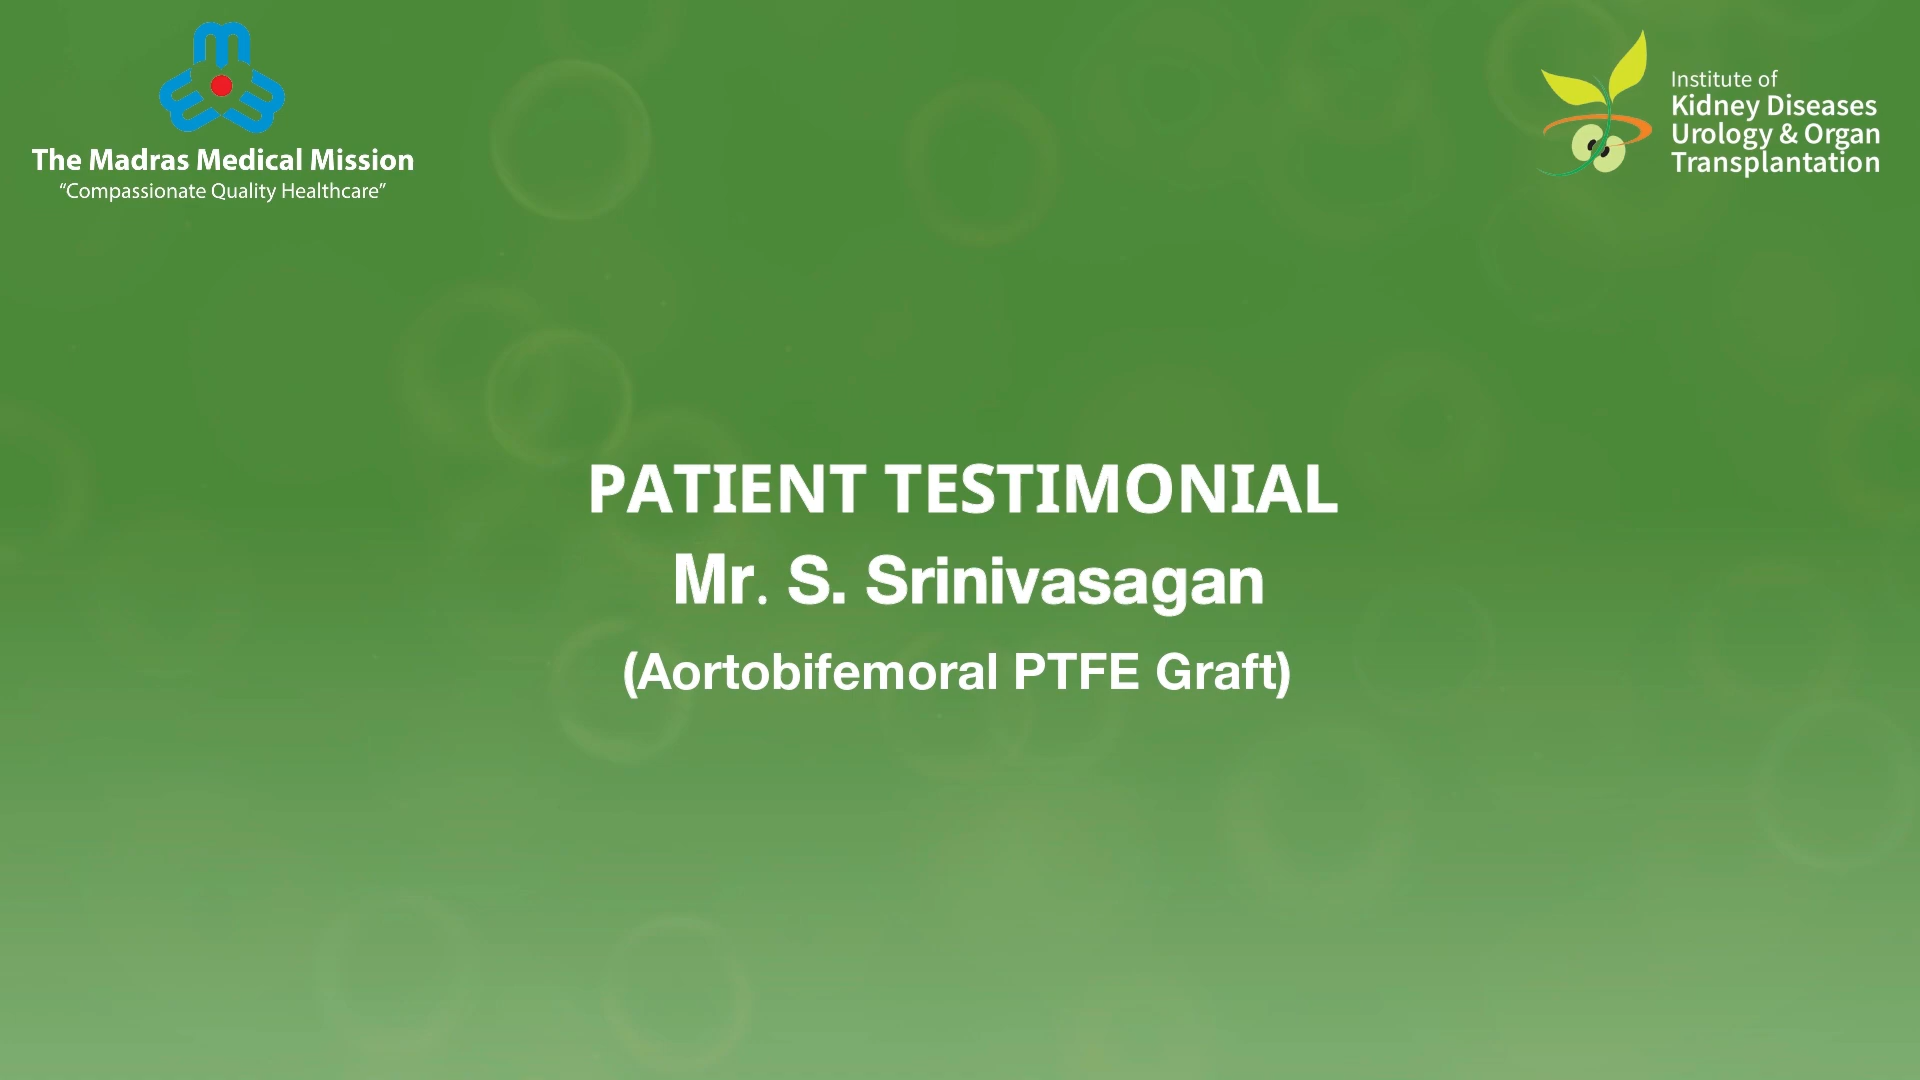 The Madras Medical Mission
“Compassionate Quality Healthcare”
Institute of
Kidney Diseases
Urology & Organ
Transplantation
PATIENT TESTIMONIAL
Mr. S. Srinivasagan
(Aortobifemoral PTFE Graft)